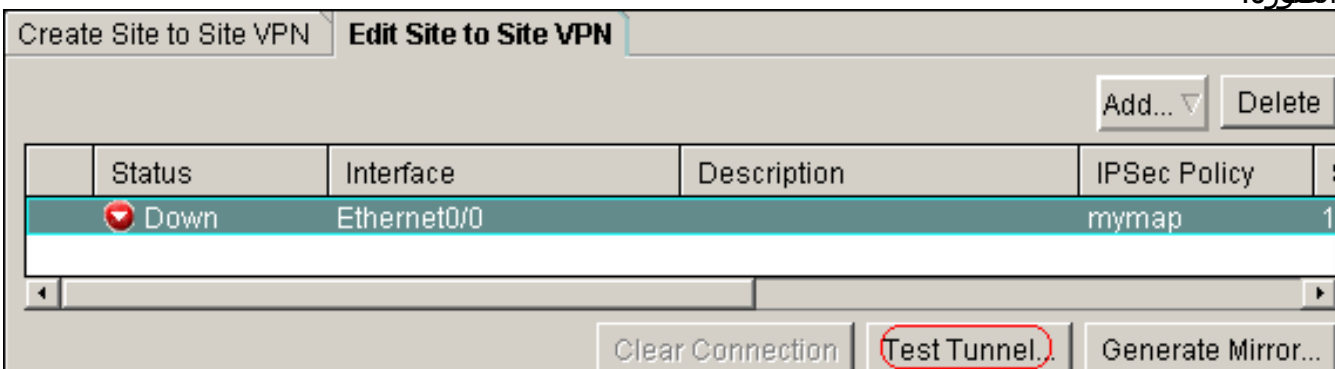 Create Site to Site VPN Edit Site to Site VPN
Add... Delete
Status Interface Description IPSec Policy
Down Ethernet0/0 mymap 1
Clear Connection Test Tunnel.. Generate Mirror...